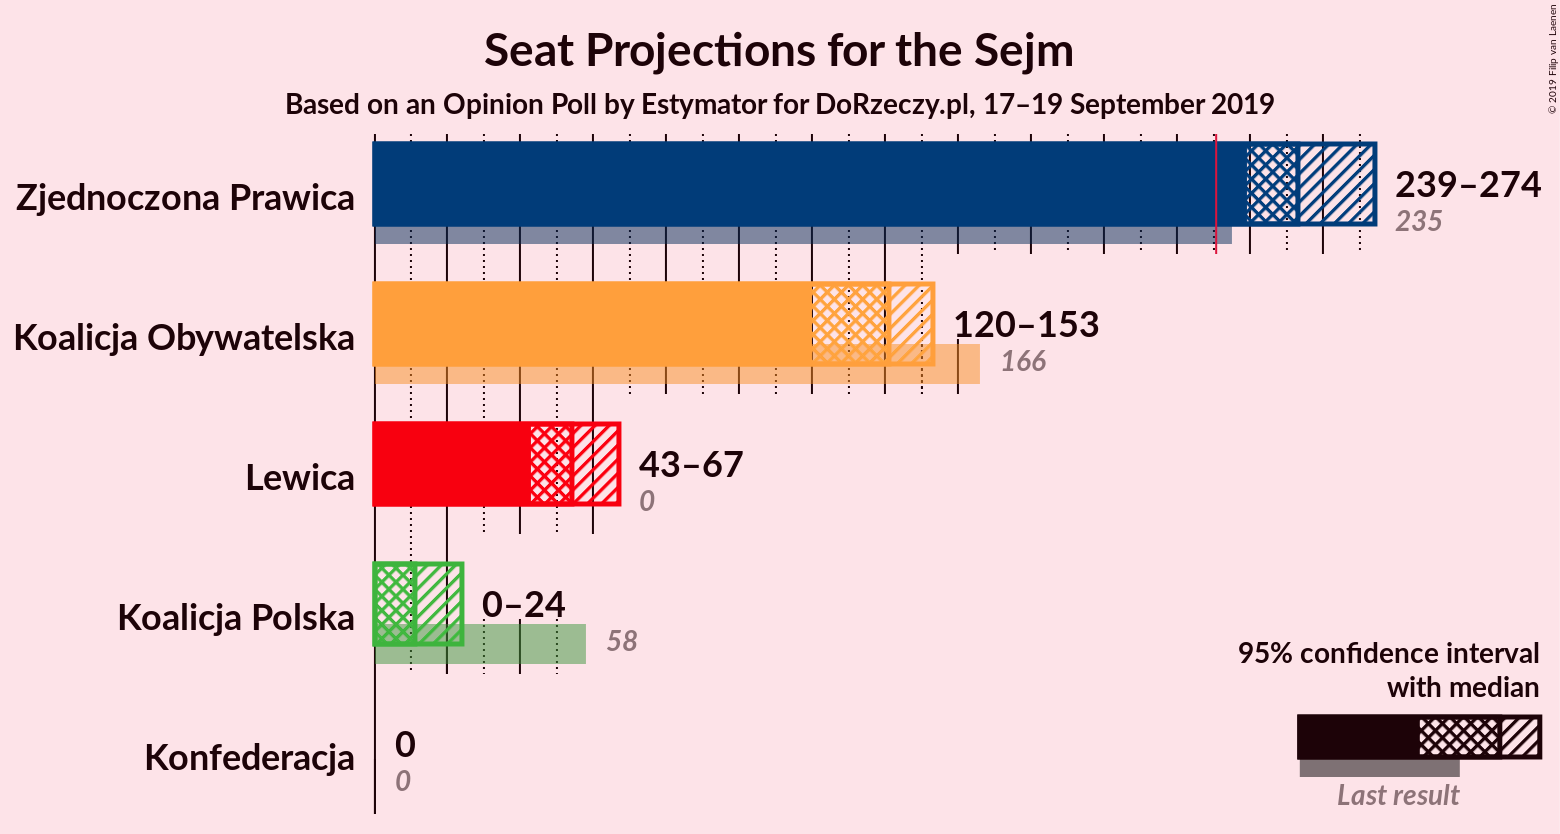 Seat Projections for the Sejm
Based on an Opinion Poll by Estymator for DoRzeczy.pl, 17–19 September 2019
© 2019 Filip van Laenen
Zjednoczona Prawica
239–274
235
Koalicja Obywatelska
120–153
166
Lewica
43–67
0
Koalicja Polska
0–24
58
Konfederacja
0
0
95% confidence interval
with median
Last result